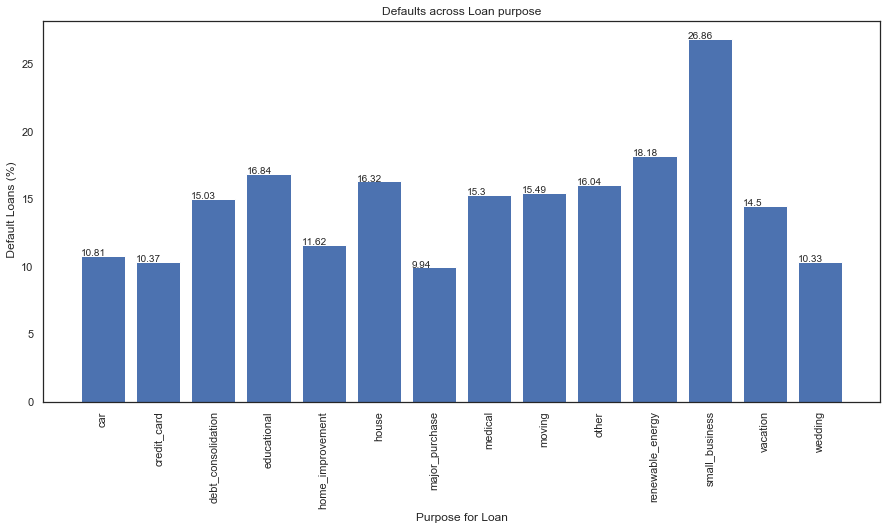 Defaults across Loan purpose
Default Loans (%)
25
20
15
10
5
0
10.81
10.37
15.03
16.84
11.62
16.32
9.94
15.3
15.49
16.04
18.18
26.86
14.5
10.33
car
credit_card
debt_consolidation
educational
home_improvement
house
major_purchase
medical
moving
other
renewable_energy
small_business
vacation
wedding
Purpose for Loan